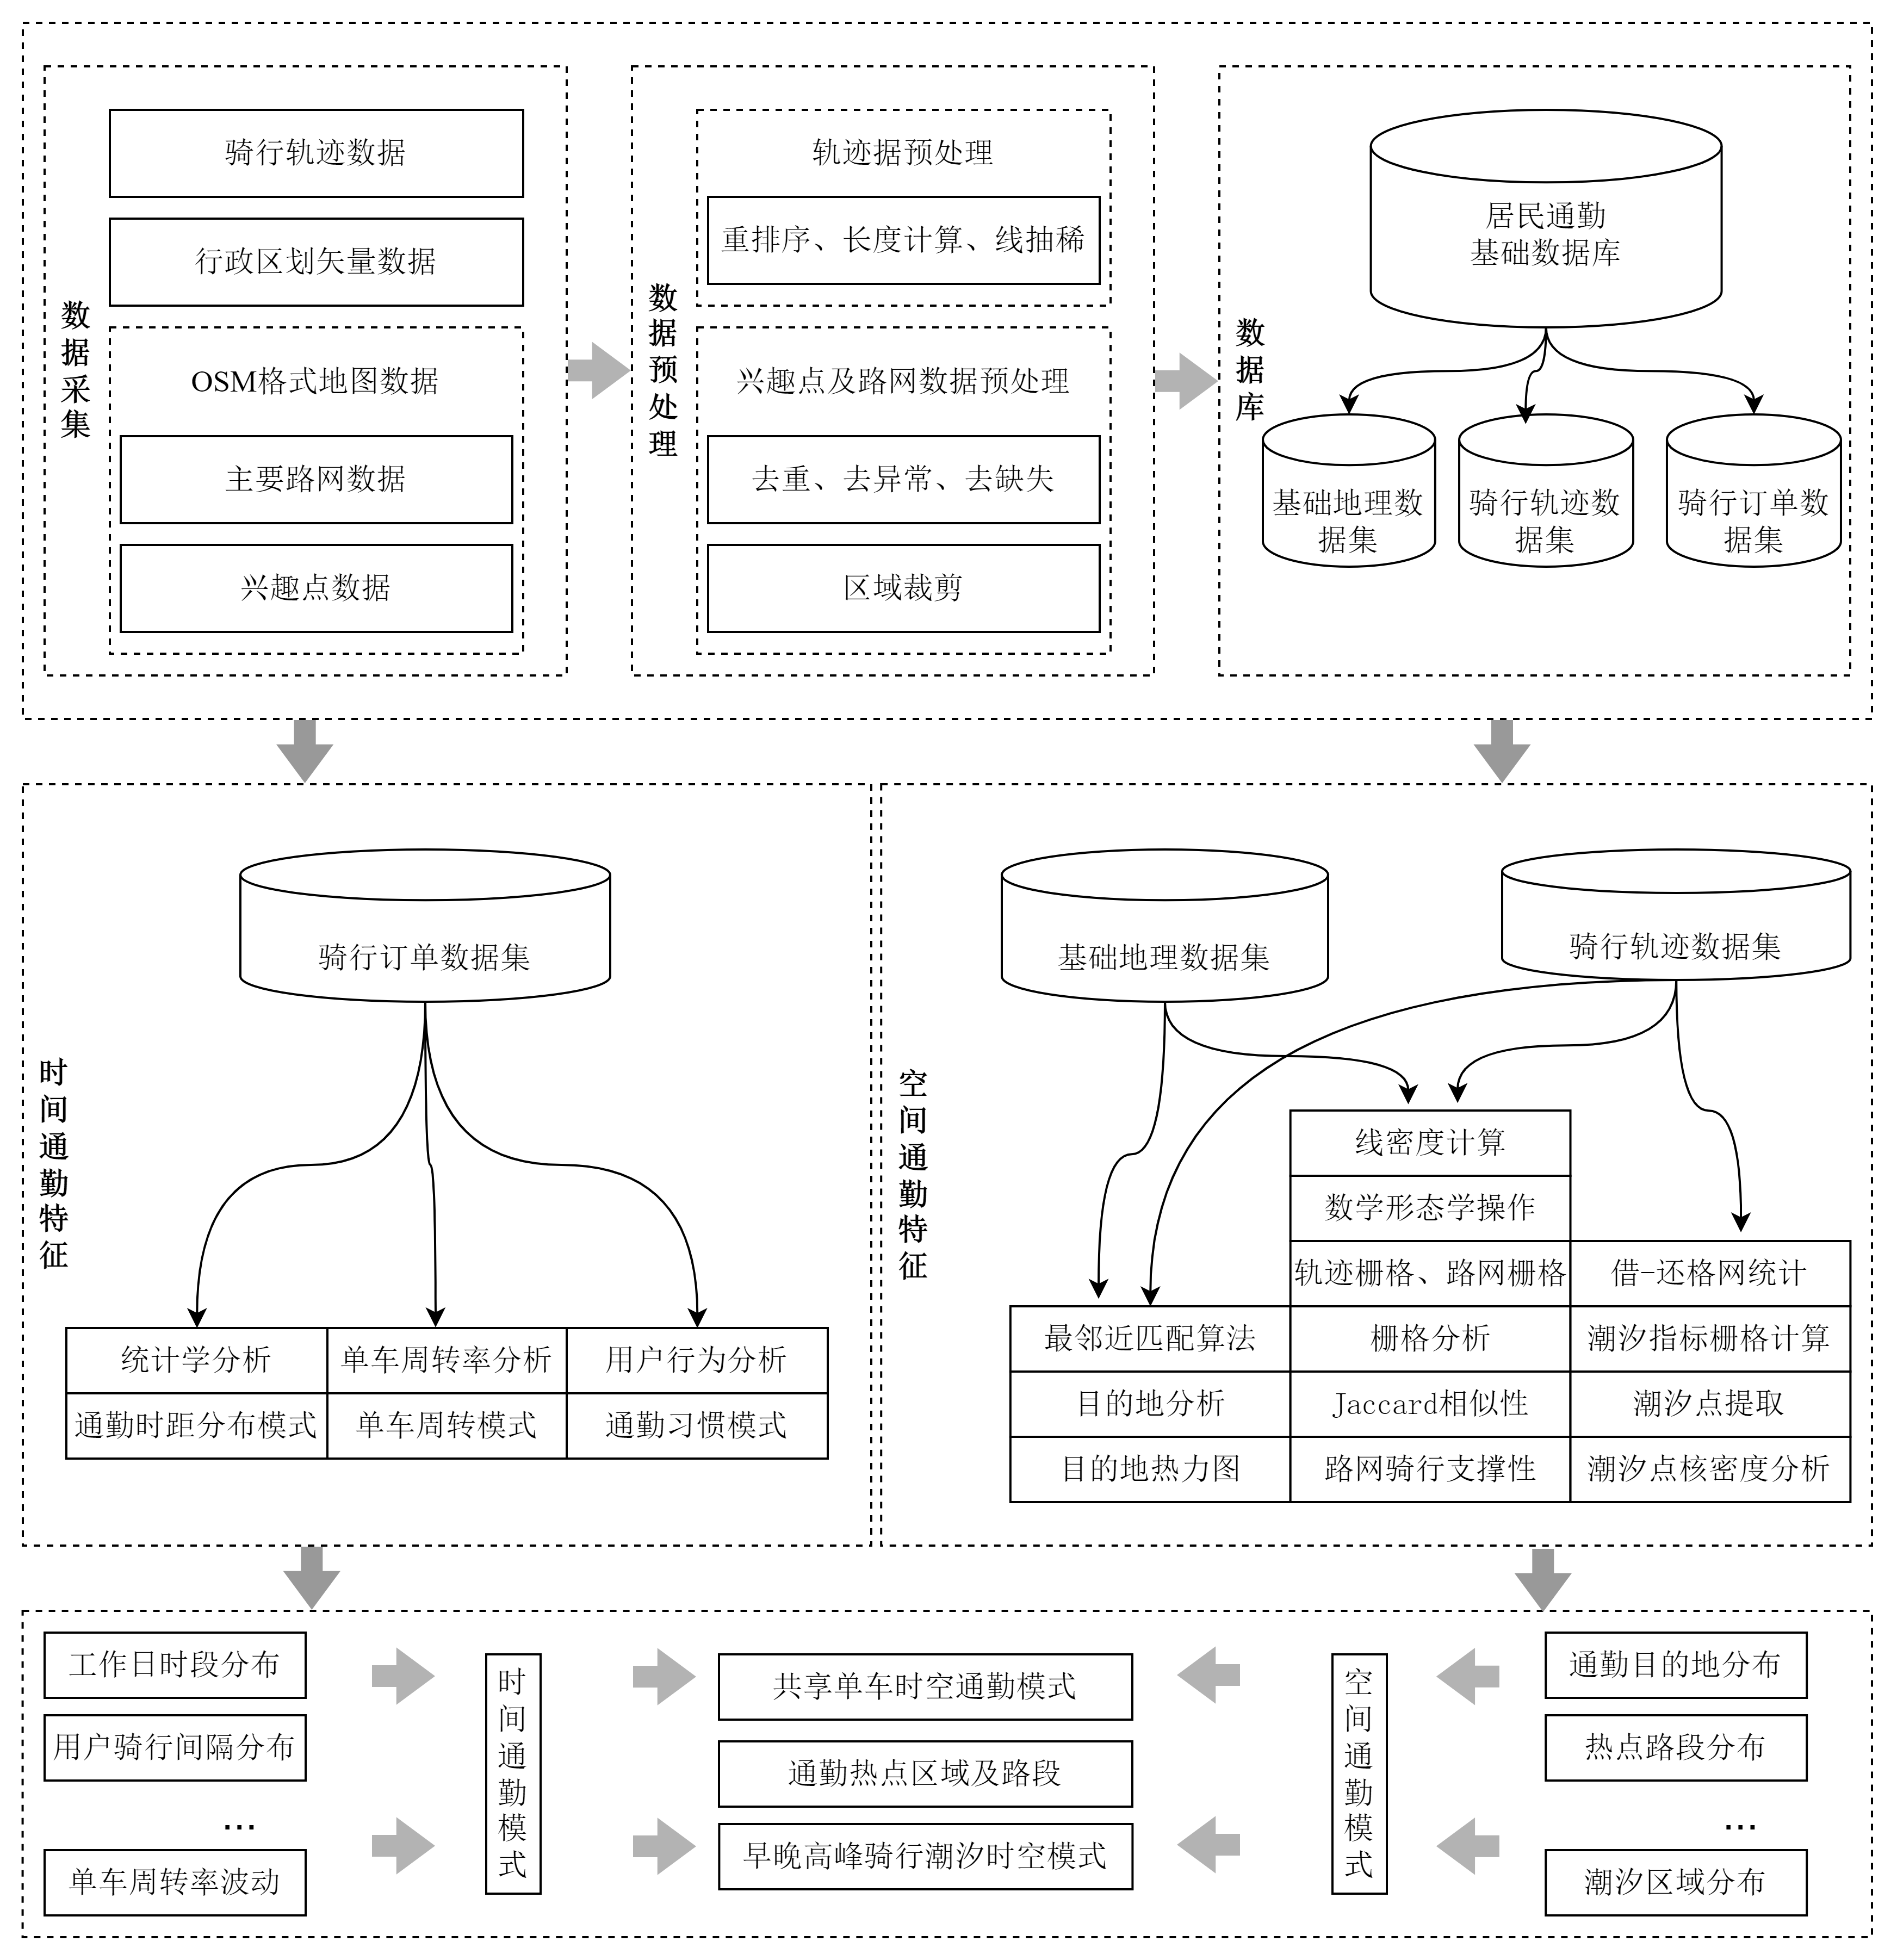 数据采集
骑行轨迹数据
行政区划矢量数据
OSM格式地图数据
主要路网数据
兴趣点数据
数据预处理
轨迹据预处理
重排序、长度计算、线抽稀
兴趣点及路网数据预处理
去重、去异常、去缺失
区域裁剪
数据库
居民通勤
基础数据库
基础地理数
据集
骑行轨迹数
据集
骑行订单数
据集
时间通勤特征
骑行订单数据集
统计学分析
单车周转率分析
用户行为分析
通勤时距分布模式
单车周转模式
通勤习惯模式
空间通勤特征
基础地理数据集
骑行轨迹数据集
线密度计算
数学形态学操作
轨迹栅格、路网栅格
借-还格网统计
最邻近匹配算法
栅格分析
潮汐指标栅格计算
目的地分析
Jaccard相似性
潮汐点提取
目的地热力图
路网骑行支撑性
潮汐点核密度分析
工作日时段分布
用户骑行间隔分布
...
单车周转率波动
时间通勤模式
共享单车时空通勤模式
通勤热点区域及路段
早晚高峰骑行潮汐时空模式
空间通勤模式
通勤目的地分布
热点路段分布
...
潮汐区域分布